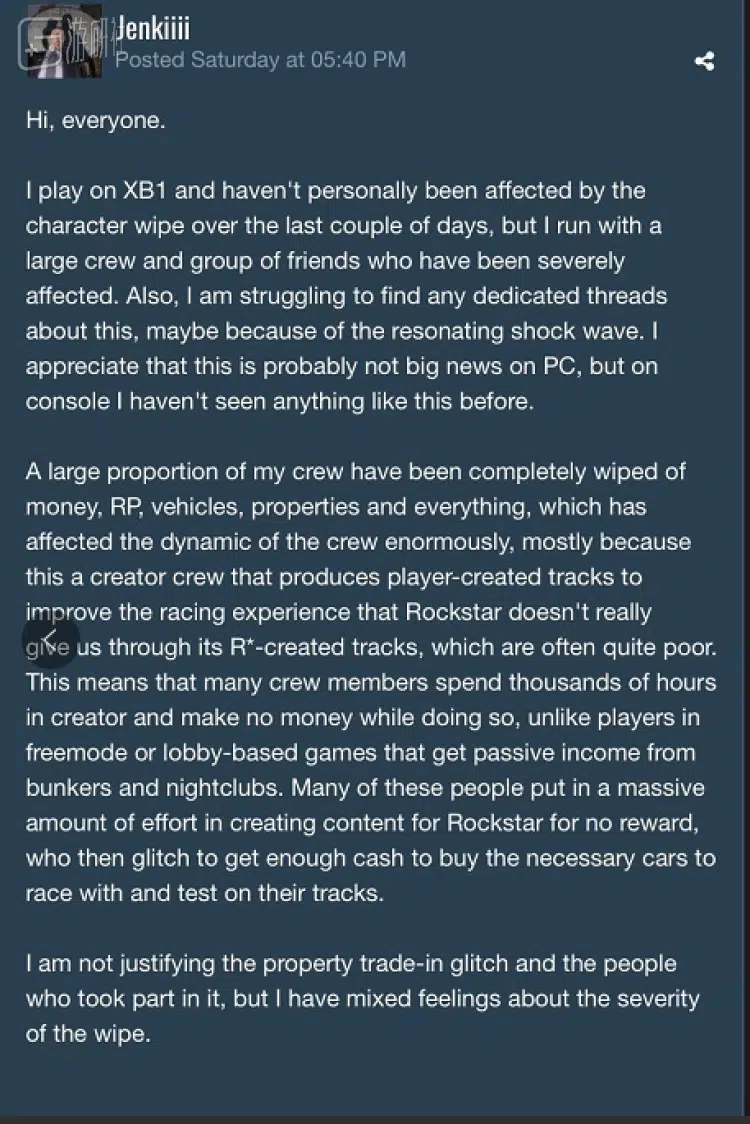 游研社
Jenkiiii
Posted Saturday at 05:40 PM
Hi, everyone.
I play on XB1 and haven't personally been affected by the
character wipe over the last couple of days, but I run with a
large crew and group of friends who have been severely
affected. Also, I am struggling to find any dedicated threads
about this, maybe because of the resonating shock wave. I
appreciate that this is probably not big news on PC, but on
console I haven't seen anything like this before.
A large proportion of my crew have been completely wiped of
money, RP, vehicles, properties and everything, which has
affected the dynamic of the crew enormously, mostly because
this a creator crew that produces player-created tracks to
improve the racing experience that Rockstar doesn't really
give us through its R*-created tracks, which are often quite poor.
This means that many crew members spend thousands of hours
in creator and make no money while doing so, unlike players in
freemode or lobby-based games that get passive income from
bunkers and nightclubs. Many of these people put in a massive
amount of effort in creating content for Rockstar for no reward,
who then glitch to get enough cash to buy the necessary cars to
race with and test on their tracks.
I am not justifying the property trade-in glitch and the people
who took part in it, but I have mixed feelings about the severity
of the wipe.